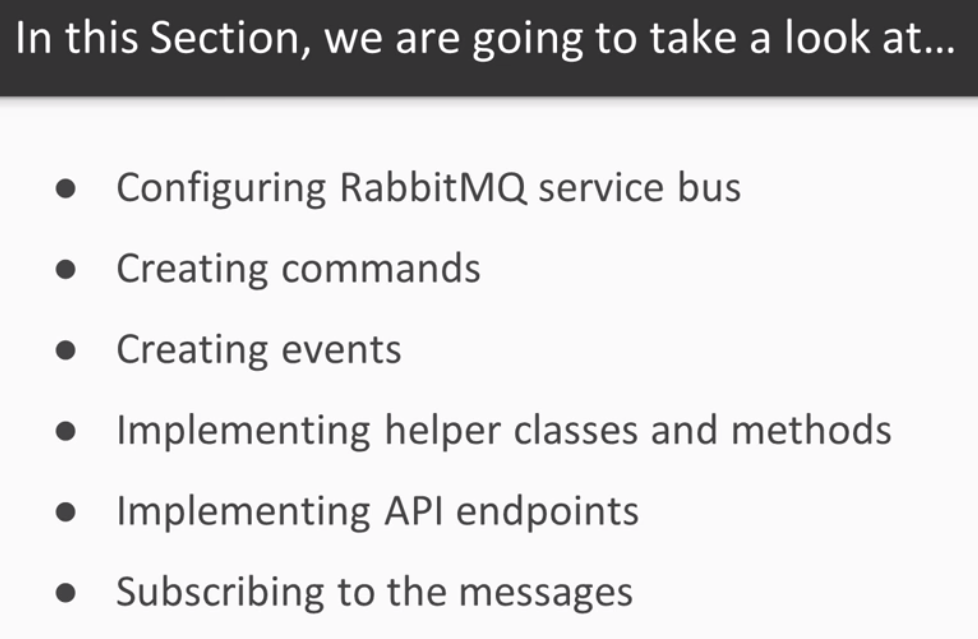 In this Section, we are going to take a look at...
● Configuring RabbitMQ service bus
● Creating commands
● Creating events
● Implementing helper classes and methods
● Implementing API endpoints
● Subscribing to the messages